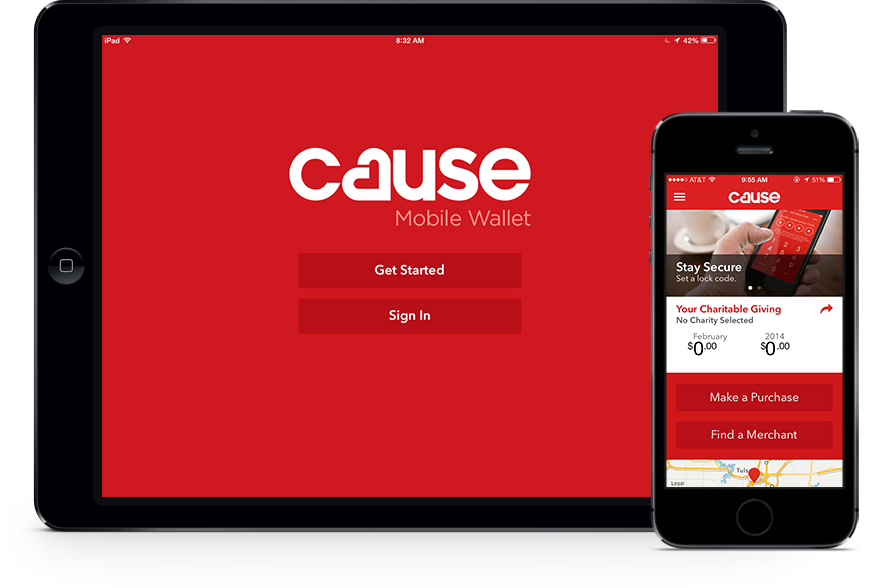 iPad 8:32 AM 42%
cause
Mobile Wallet
Get Started
Sign In
AT&T 9:55 AM 51%
cause
Stay Secure
Set a lock code.
Your Charitable Giving
No Charity Selected
February 2014
$0.00 $0.00
Make a Purchase
Find a Merchant
Tuls
Legal